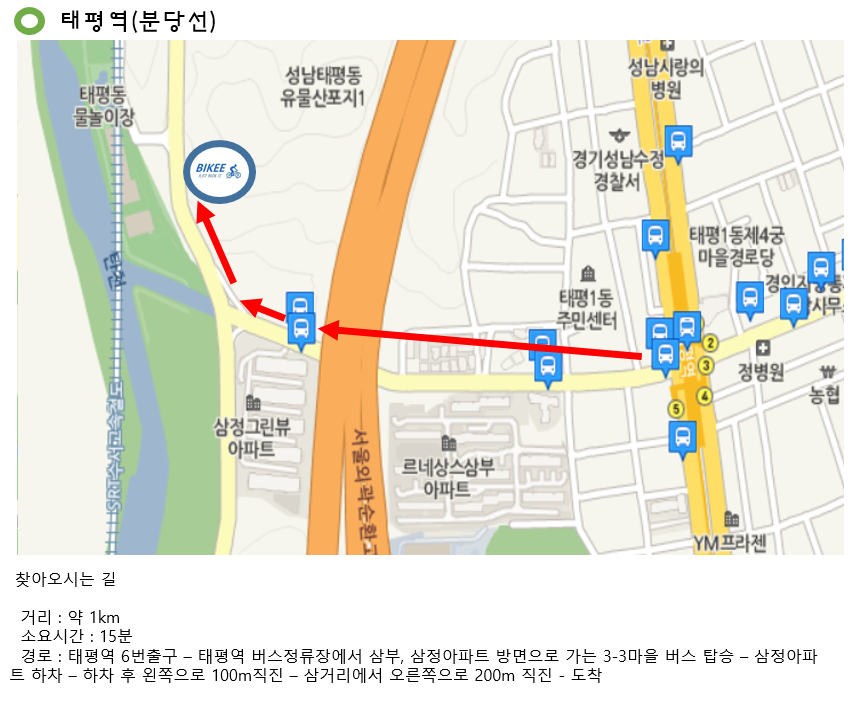 태평역(분당선)
성남사랑의
병원
성남태평동
유물산포지1
태평동
물놀이장
경기성남수정
경찰서
BIKEE
JUST RIDE IT
태평1동제4궁
마을경로당
탄천
태평1동
주민센터
2
3
4
5
정병원
농협
삼정그린뷰
아파트
르네상스삼부
아파트
서울외곽순환고
SRT수서고속철도
YM프라젠
찾아오시는 길
거리 : 약 1km
소요시간 : 15분
경로 : 태평역 6번출구 – 태평역 버스정류장에서 삼부, 삼정아파트 방면으로 가는 3-3마을 버스 탑승 – 삼정아파
트 하차 – 하차 후 왼쪽으로 100m직진 – 삼거리에서 오른쪽으로 200m 직진 - 도착